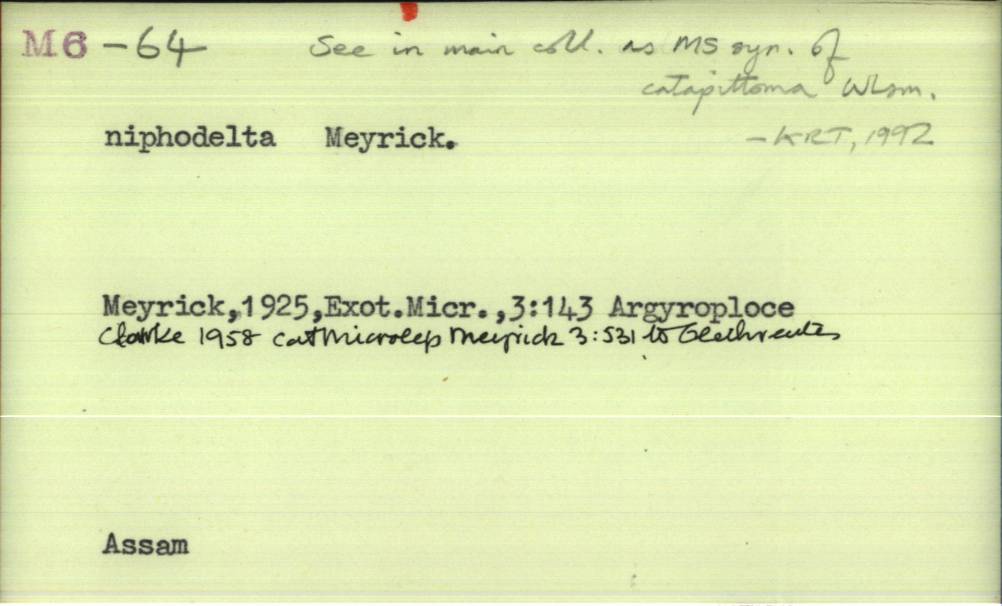 M6 -64 See in main coll. as MS syn. of
catapittoma Wlsm.
niphodelta Meyrick. - KRT, 1992
Meyrick,1925,Exot.Micr.,3:143 Argyroploce
Clarke 1958 cat Microlep Meyrick 3:531 to Olethreutes
Assam